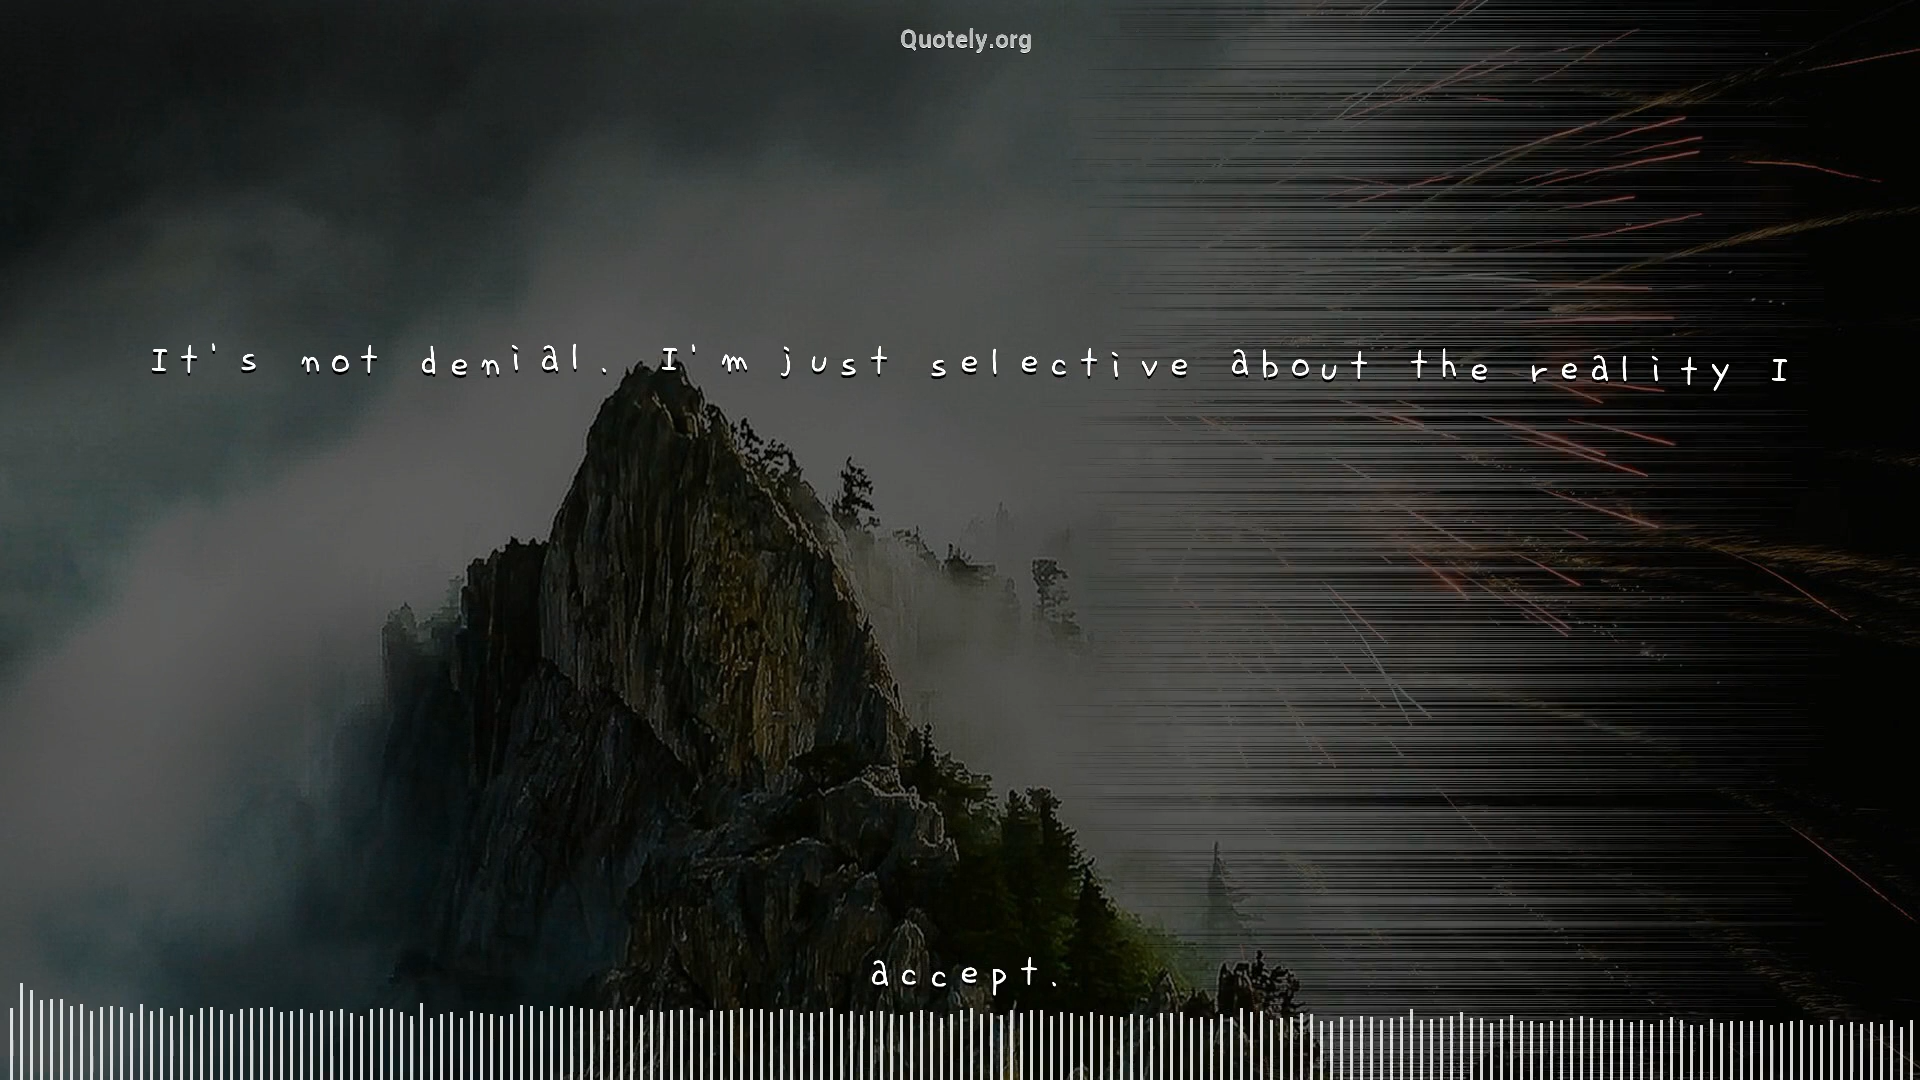 Quotely.org
It's not denial. I'm just selective about the reality I
accept.